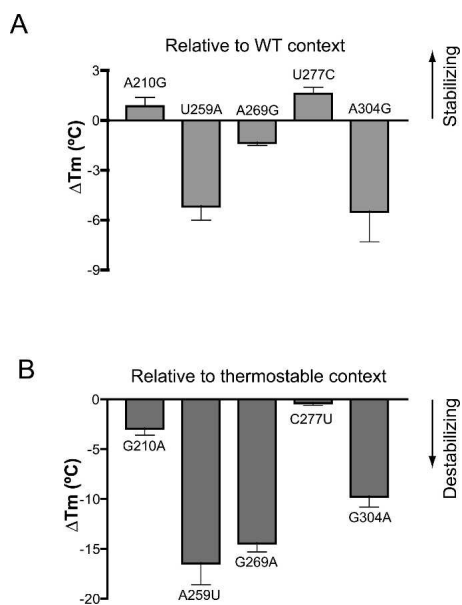 A
Relative to WT context
Stabilizing
ΔTm (ºC)
3
0
-3
-6
-9
A210G
U259A
A269G
U277C
A304G
B
Relative to thermostable context
Destabilizing
ΔTm (ºC)
0
-5
-10
-15
-20
G210A
A259U
G269A
C277U
G304A